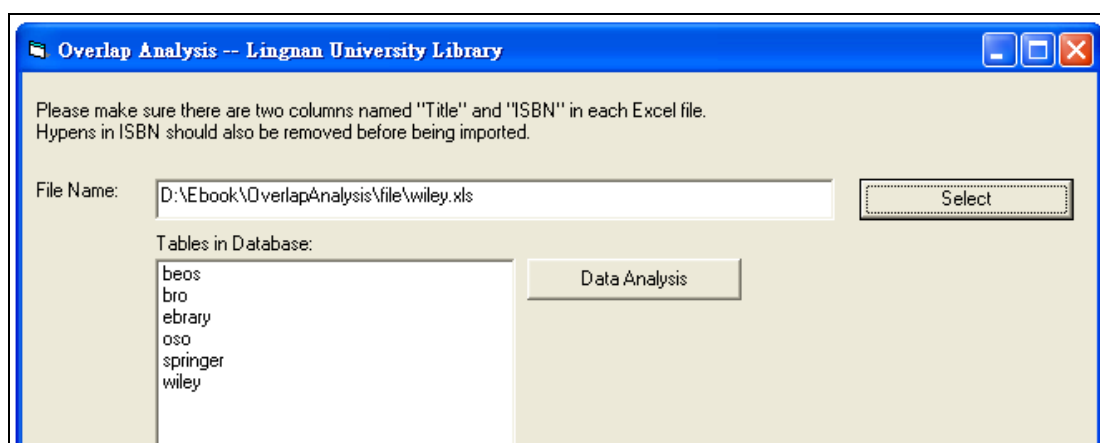 Overlap Analysis -- Lingnan University Library
Please make sure there are two columns named "Title" and "ISBN" in each Excel file.
Hypens in ISBN should also be removed before being imported.
File Name:
D:\Ebook\OverlapAnalysis\file\wiley.xls
Select
Tables in Database:
beos
bro
ebrary
oso
springer
wiley
Data Analysis